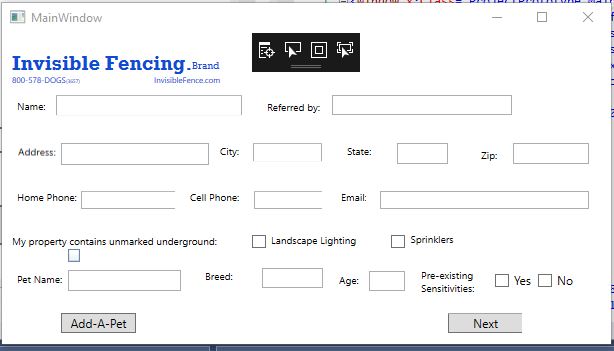 MainWindow
Invisible Fencing.Brand
800-578-DOGS(3657) InvisibleFence.com
Name: Referred by:
Address: City: State: Zip:
Home Phone: Cell Phone: Email:
My property contains unmarked underground: Landscape Lighting Sprinklers
Pet Name: Breed: Age: Pre-existing Sensitivities: Yes No
Add-A-Pet Next